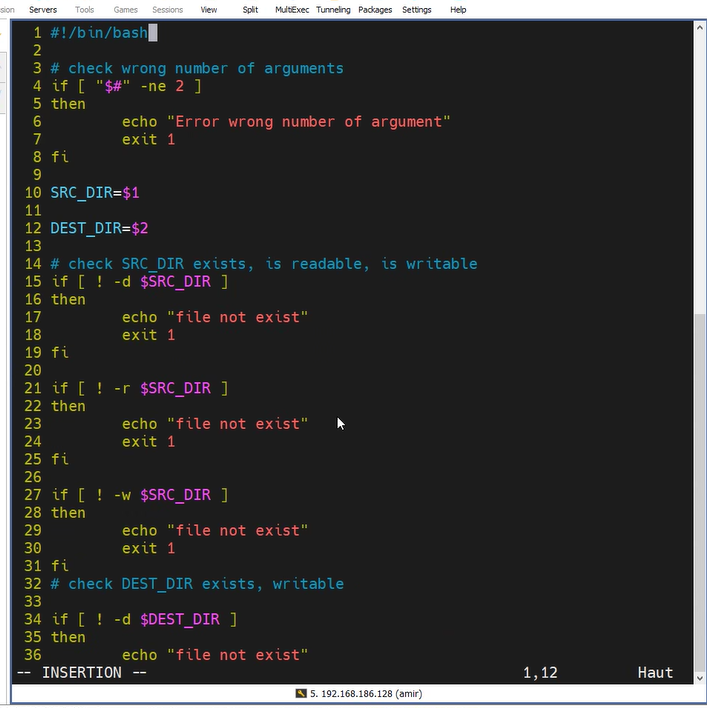 sion Servers Tools Games Sessions View Split MultiExec Tunneling Packages Settings Help
1 #!/bin/bash
2
3 # check wrong number of arguments
4 if [ "$#" -ne 2 ]
5 then
6 echo "Error wrong number of argument"
7 exit 1
8 fi
9
10 SRC_DIR=$1
11
12 DEST_DIR=$2
13
14 # check SRC_DIR exists, is readable, is writable
15 if [ ! -d $SRC_DIR ]
16 then
17 echo "file not exist"
18 exit 1
19 fi
20
21 if [ ! -r $SRC_DIR ]
22 then
23 echo "file not exist"
24 exit 1
25 fi
26
27 if [ ! -w $SRC_DIR ]
28 then
29 echo "file not exist"
30 exit 1
31 fi
32 # check DEST_DIR exists, writable
33
34 if [ ! -d $DEST_DIR ]
35 then
36 echo "file not exist"
-- INSERTION -- 1,12 Haut
5. 192.168.186.128 (amir)